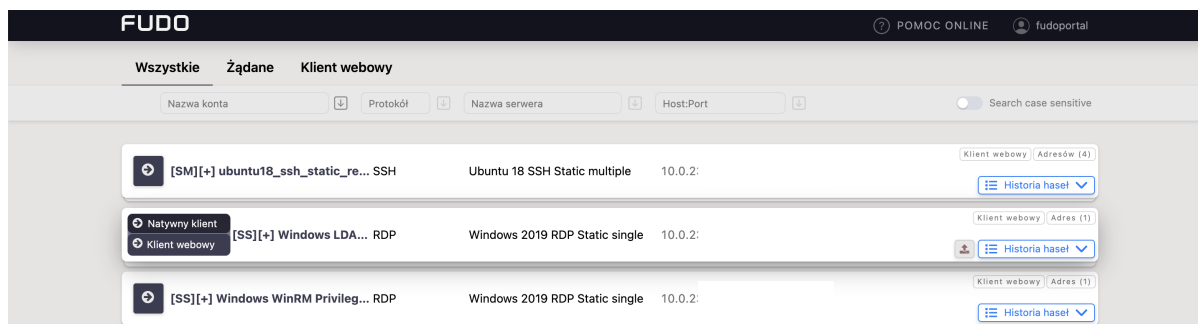 FUDO
POMOC ONLINE fudoportal
Wszystkie Żądane Klient webowy
Nazwa konta Protokół Nazwa serwera Host:Port Search case sensitive
Klient webowy Adresów (4)
[SM][+] ubuntu18_ssh_static_re... SSH Ubuntu 18 SSH Static multiple 10.0.2:
Historia haseł
Klient webowy Adres (1)
Natywny klient
Klient webowy
[SS][+] Windows LDA... RDP Windows 2019 RDP Static single 10.0.2:
Historia haseł
Klient webowy Adres (1)
[SS][+] Windows WinRM Privileg... RDP Windows 2019 RDP Static single 10.0.2:
Historia haseł